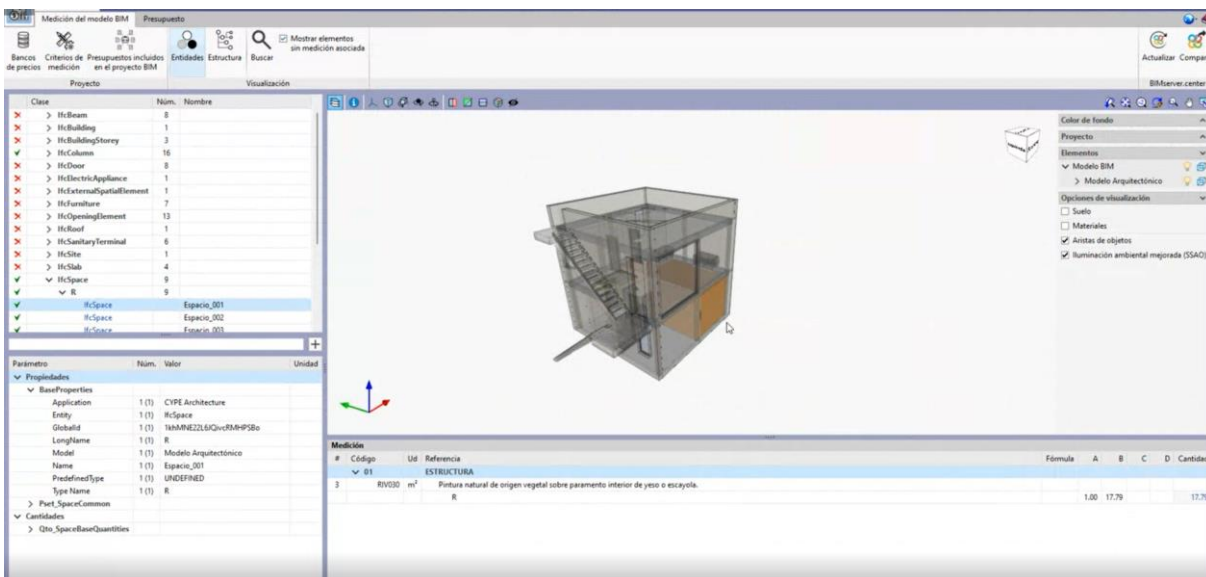 Medición del modelo BIM Presupuesto
Bancos de precios Criterios de medición Presupuestos incluidos en el proyecto BIM Entidades Estructura Buscar Mostrar elementos sin medición asociada Actualizar Compar
Proyecto Visualización BIMserver.center
Clase Núm. Nombre
IfcBeam 8
IfcBuilding 1
IfcBuildingStorey 3
IfcColumn 16
IfcDoor 8
IfcElectricAppliance 1
IfcExternalSpatialElement 1
IfcFurniture 7
IfcOpeningElement 13
IfcRoof 1
IfcSanitaryTerminal 6
IfcSite 1
IfcSlab 4
IfcSpace 9
R 9
IfcSpace Espacio_001
IfcSpace Espacio_002
IfcSpace Espacio_003
Parámetro Núm. Valor Unidad
Propiedades
BaseProperties
Application 1 (1) CYPE Architecture
Entity 1 (1) IfcSpace
GlobalId 1 (1)
LongName 1 (1) R
Model 1 (1) Modelo Arquitectónico
Name 1 (1) Espacio_001
PredefinedType 1 (1) UNDEFINED
Type Name 1 (1) R
Pset_SpaceCommon
Cantidades
Qto_SpaceBaseQuantities
Color de fondo
Proyecto
Elementos
Modelo BIM
Modelo Arquitectónico
Opciones de visualización
Suelo
Materiales
Aristas de objetos
Iluminación ambiental mejorada (SSAO)
Medición
# Código Ud Referencia Fórmula A B C D Cantidad
01 ESTRUCTURA
3 RIV030 m² Pintura natural de origen vegetal sobre paramento interior de yeso o escayola.
R 1.00 17.79 17.79